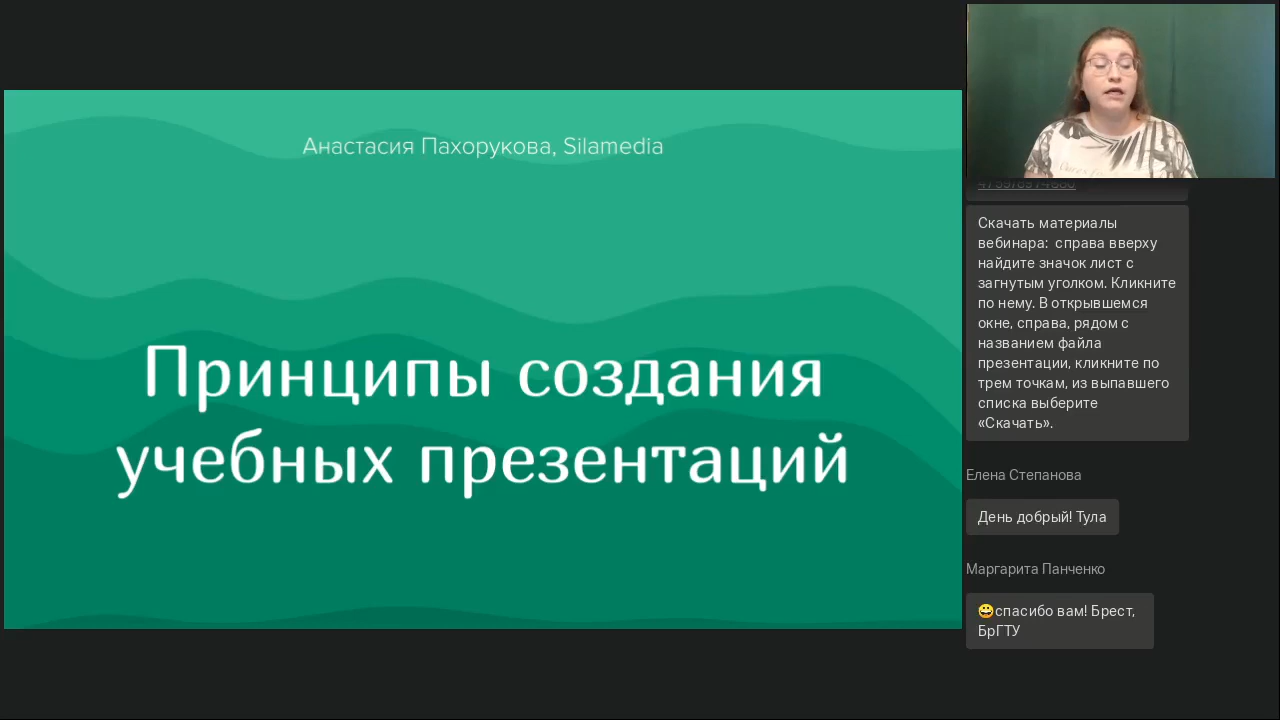 Анастасия Пахорукова, Silamedia
Принципы создания
учебных презентаций
Скачать материалы
вебинара:  справа вверху
найдите значок лист с
загнутым уголком. Кликните
по нему. В открывшемся
окне, справа, рядом с
названием файла
презентации, кликните по
трем точкам, из выпавшего
списка выберите
«Скачать».
Елена Степанова
День добрый! Тула
Маргарита Панченко
😀спасибо вам! Брест,
БрГТУ